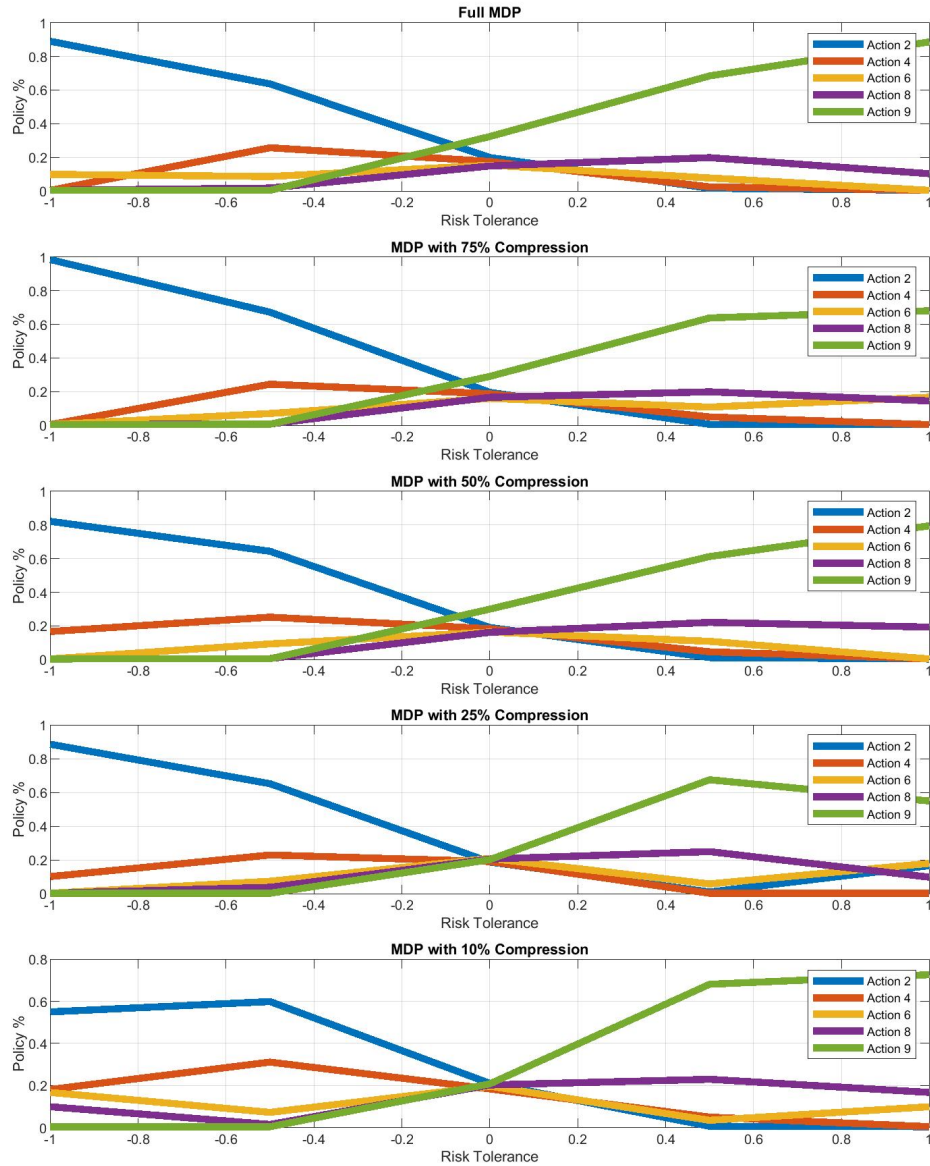 Full MDP
1
0.8
0.6
0.4
0.2
0
Policy %
-1 -0.8 -0.6 -0.4 -0.2 0 0.2 0.4 0.6 0.8 1
Risk Tolerance
Action 2
Action 4
Action 6
Action 8
Action 9
MDP with 75% Compression
1
0.8
0.6
0.4
0.2
0
Policy %
-1 -0.8 -0.6 -0.4 -0.2 0 0.2 0.4 0.6 0.8 1
Risk Tolerance
Action 2
Action 4
Action 6
Action 8
Action 9
MDP with 50% Compression
1
0.8
0.6
0.4
0.2
0
Policy %
-1 -0.8 -0.6 -0.4 -0.2 0 0.2 0.4 0.6 0.8 1
Risk Tolerance
Action 2
Action 4
Action 6
Action 8
Action 9
MDP with 25% Compression
1
0.8
0.6
0.4
0.2
0
Policy %
-1 -0.8 -0.6 -0.4 -0.2 0 0.2 0.4 0.6 0.8 1
Risk Tolerance
Action 2
Action 4
Action 6
Action 8
Action 9
MDP with 10% Compression
0.8
0.6
0.4
0.2
0
Policy %
-1 -0.8 -0.6 -0.4 -0.2 0 0.2 0.4 0.6 0.8 1
Risk Tolerance
Action 2
Action 4
Action 6
Action 8
Action 9